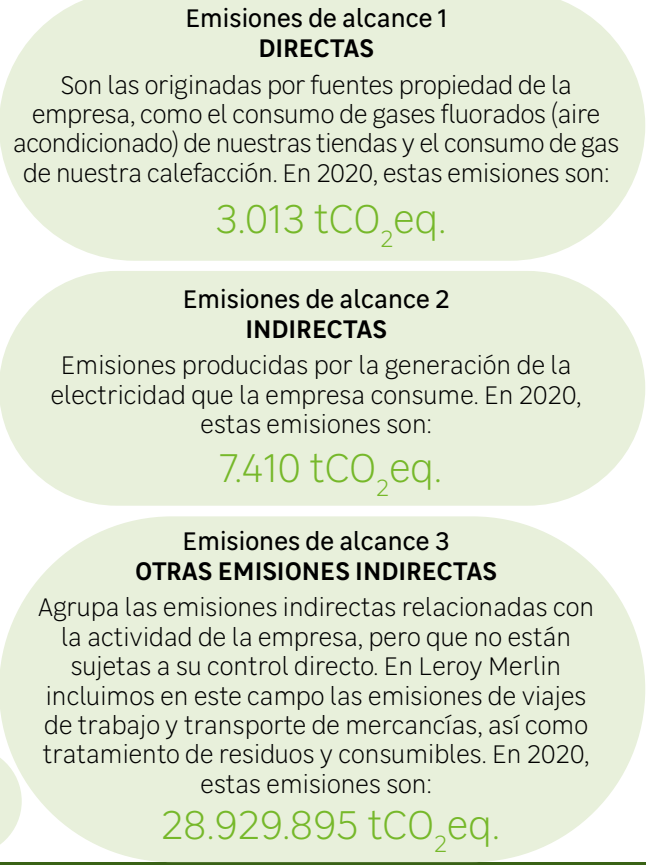 Emisiones de alcance 1
DIRECTAS
Son las originadas por fuentes propiedad de la
empresa, como el consumo de gases fluorados (aire
acondicionado) de nuestras tiendas y el consumo de gas
de nuestra calefacción. En 2020, estas emisiones son:
3.013 tCO₂eq.
Emisiones de alcance 2
INDIRECTAS
Emisiones producidas por la generación de la
electricidad que la empresa consume. En 2020,
estas emisiones son:
7.410 tCO₂eq.
Emisiones de alcance 3
OTRAS EMISIONES INDIRECTAS
Agrupa las emisiones indirectas relacionadas con
la actividad de la empresa, pero que no están
sujetas a su control directo. En Leroy Merlin
incluimos en este campo las emisiones de viajes
de trabajo y transporte de mercancías, así como
tratamiento de residuos y consumibles. En 2020,
estas emisiones son:
28.929.895 tCO₂eq.